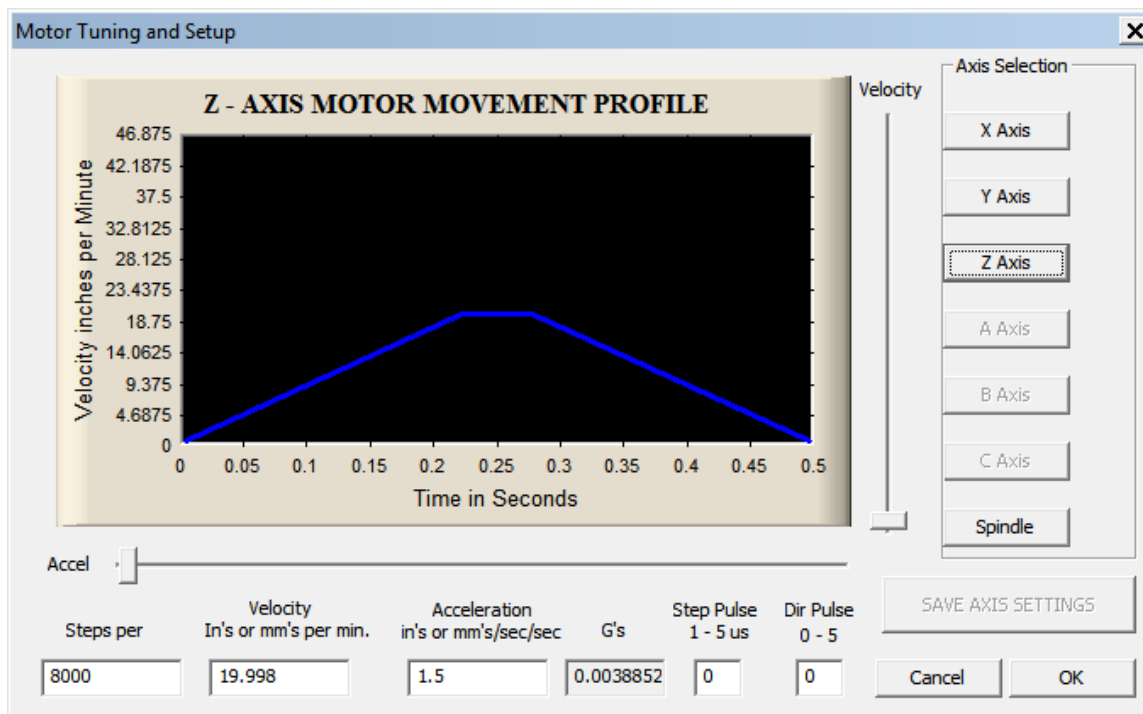 Motor Tuning and Setup
Z - AXIS MOTOR MOVEMENT PROFILE
Velocity inches per Minute
46.875
42.1875
37.5
32.8125
28.125
23.4375
18.75
14.0625
9.375
4.6875
0
0 0.05 0.1 0.15 0.2 0.25 0.3 0.35 0.4 0.45 0.5
Time in Seconds
Velocity
Axis Selection
X Axis
Y Axis
Z Axis
A Axis
B Axis
C Axis
Spindle
Accel
Steps per
Velocity
In's or mm's per min.
Acceleration
in's or mm's/sec/sec
G's
Step Pulse
1 - 5 us
Dir Pulse
0 - 5
8000 19.998 1.5 0.0038852 0 0
SAVE AXIS SETTINGS
Cancel OK